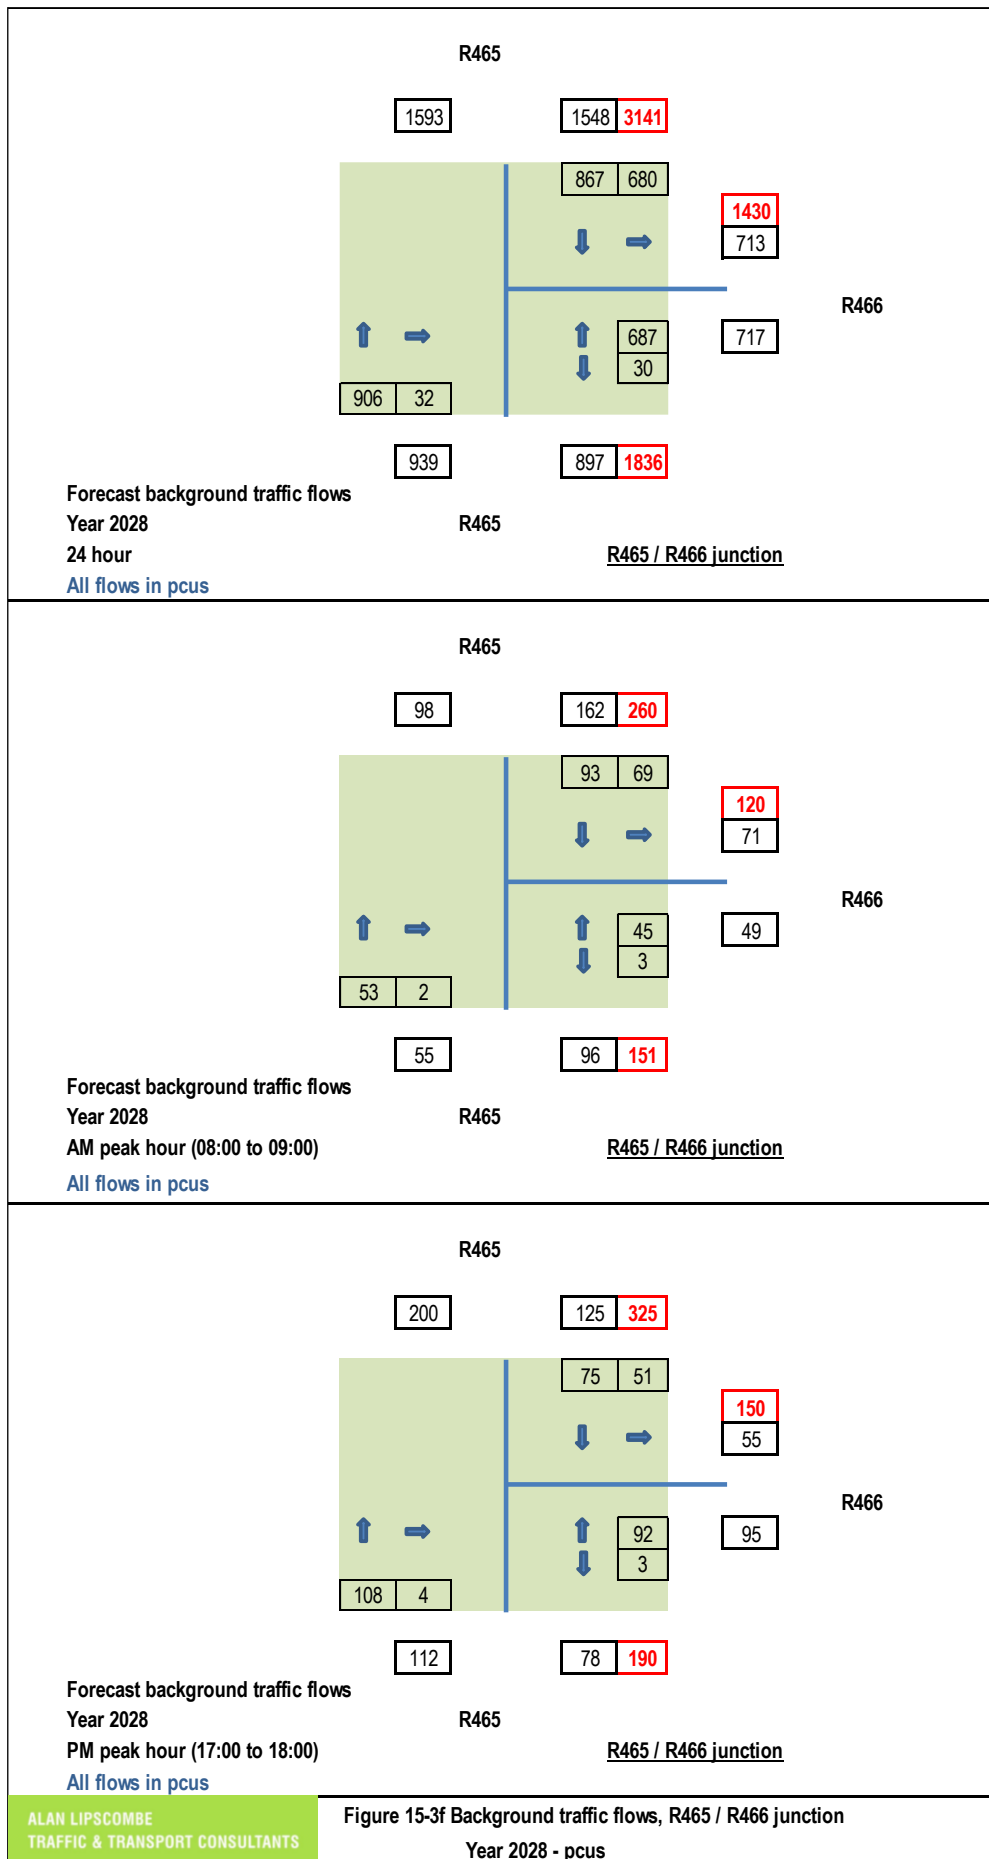 R465
1593 1548 3141
867 680
1430
713
R466
687 717
30
906 32
939 897 1836
Forecast background traffic flows
Year 2028 R465
24 hour R465 / R466 junction
All flows in pcus
R465
98 162 260
93 69
120
71
R466
45 49
3
53 2
55 96 151
Forecast background traffic flows
Year 2028 R465
AM peak hour (08:00 to 09:00) R465 / R466 junction
All flows in pcus
R465
200 125 325
75 51
150
55
R466
92 95
3
108 4
112 78 190
Forecast background traffic flows
Year 2028 R465
PM peak hour (17:00 to 18:00) R465 / R466 junction
All flows in pcus
ALAN LIPSCOMBE
TRAFFIC & TRANSPORT CONSULTANTS
Figure 15-3f Background traffic flows, R465 / R466 junction
Year 2028 - pcus